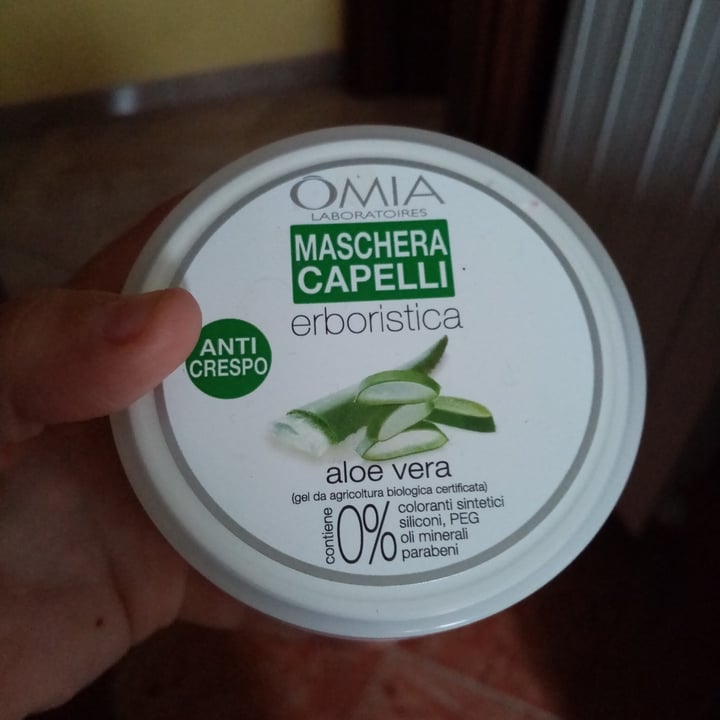 ÔMIA
LABORATOIRES
MASCHERA
CAPELLI
erboristica
ANTI
CRESPO
aloe vera
(gel da agricoltura biologica certificata)
contiene
0%
coloranti sintetici
siliconi, PEG
oli minerali
parabeni